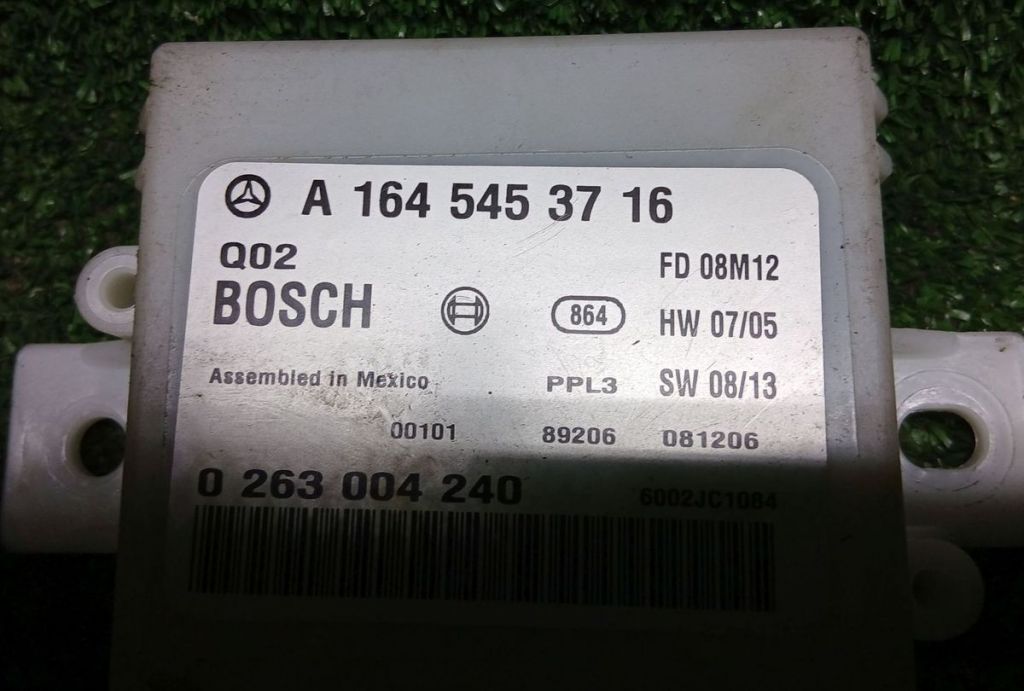 A 164 545 37 16
Q02
FD 08M12
BOSCH
864
HW 07/05
Assembled in Mexico
PPL3
SW 08/13
00101
89206
081206
0 263 004 240
6002JC1084